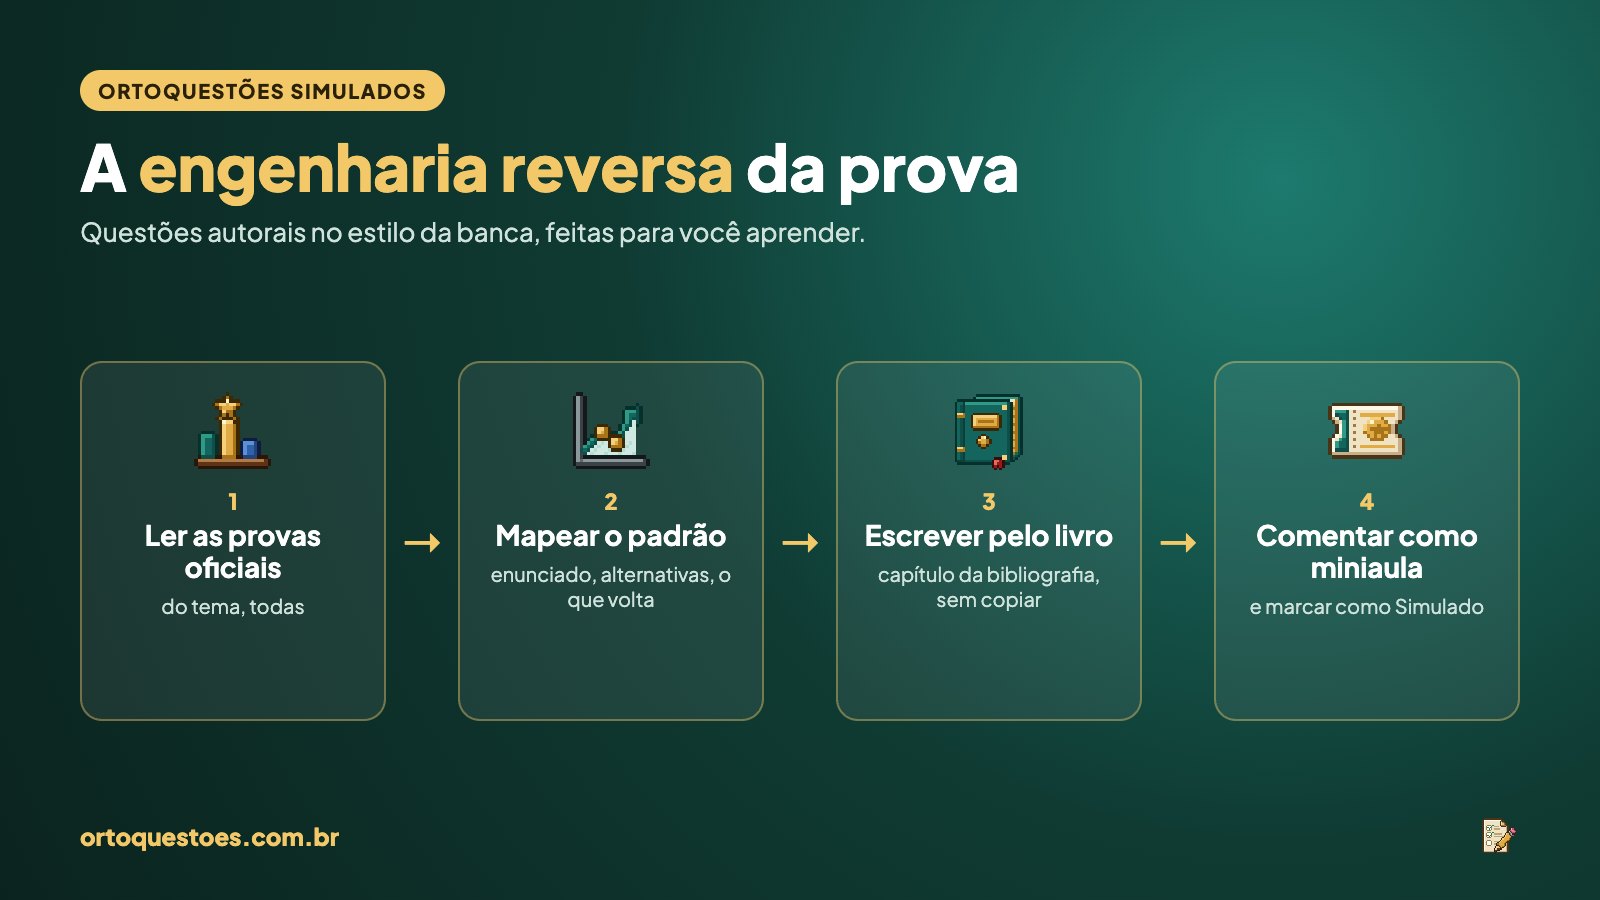 ORTOQUESTÕES SIMULADOS
A engenharia reversa da prova
Questões autorais no estilo da banca, feitas para você aprender.
1
Ler as provas
oficiais
do tema, todas
→
2
Mapear o padrão
enunciado, alternativas, o
que volta
→
3
Escrever pelo livro
capítulo da bibliografia,
sem copiar
→
4
Comentar como
miniaula
e marcar como Simulado
ortoquestoes.com.br